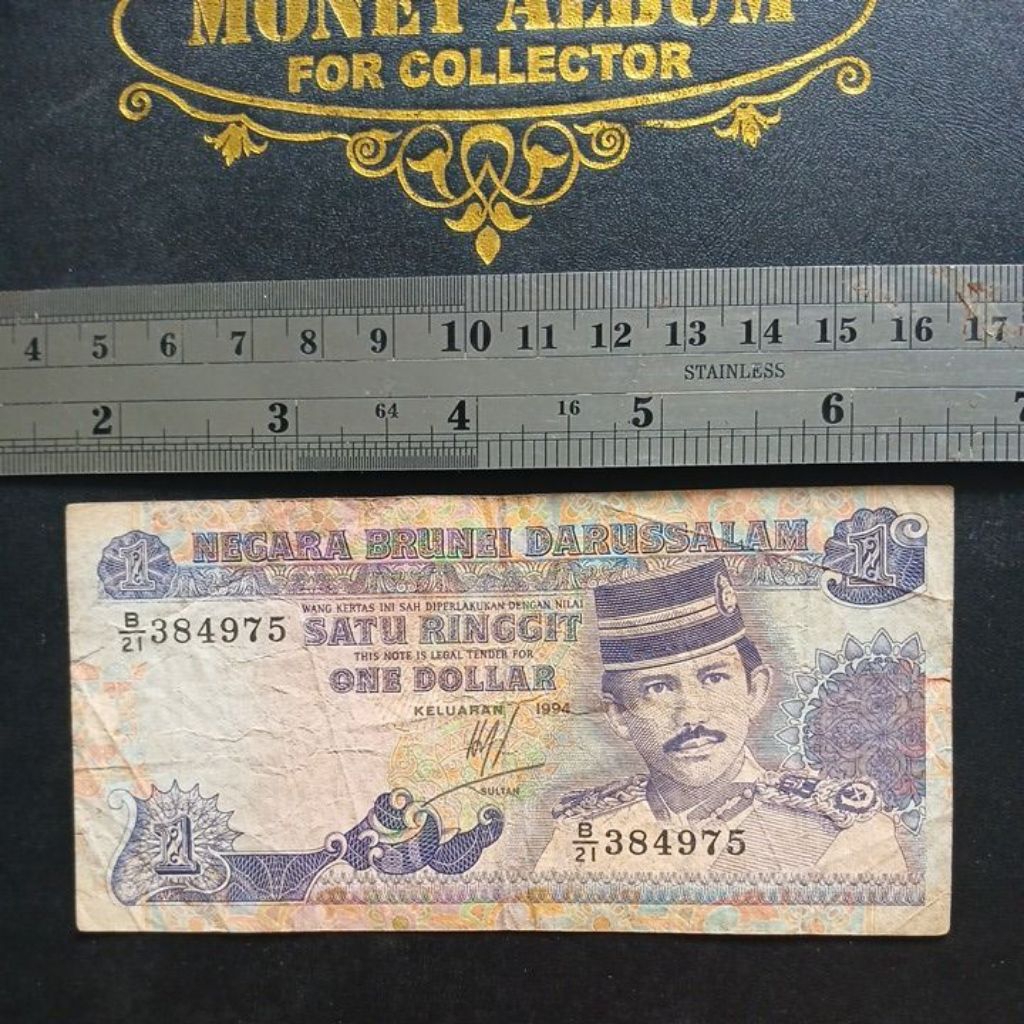 MONEY ALBUM
FOR COLLECTOR
4 5 6 7 8 9 10 11 12 13 14 15 16 17
STAINLESS
2 3 64 4 16 5 6 7
1 NEGARA BRUNEI DARUSSALAM 1
WANG KERTAS INI SAH DIPERLAKUKAN DENGAN NILAI
B/21 384975
SATU RINGGIT
THIS NOTE IS LEGAL TENDER FOR
ONE DOLLAR
KELUARAN 1994
SULTAN
1
B/21 384975